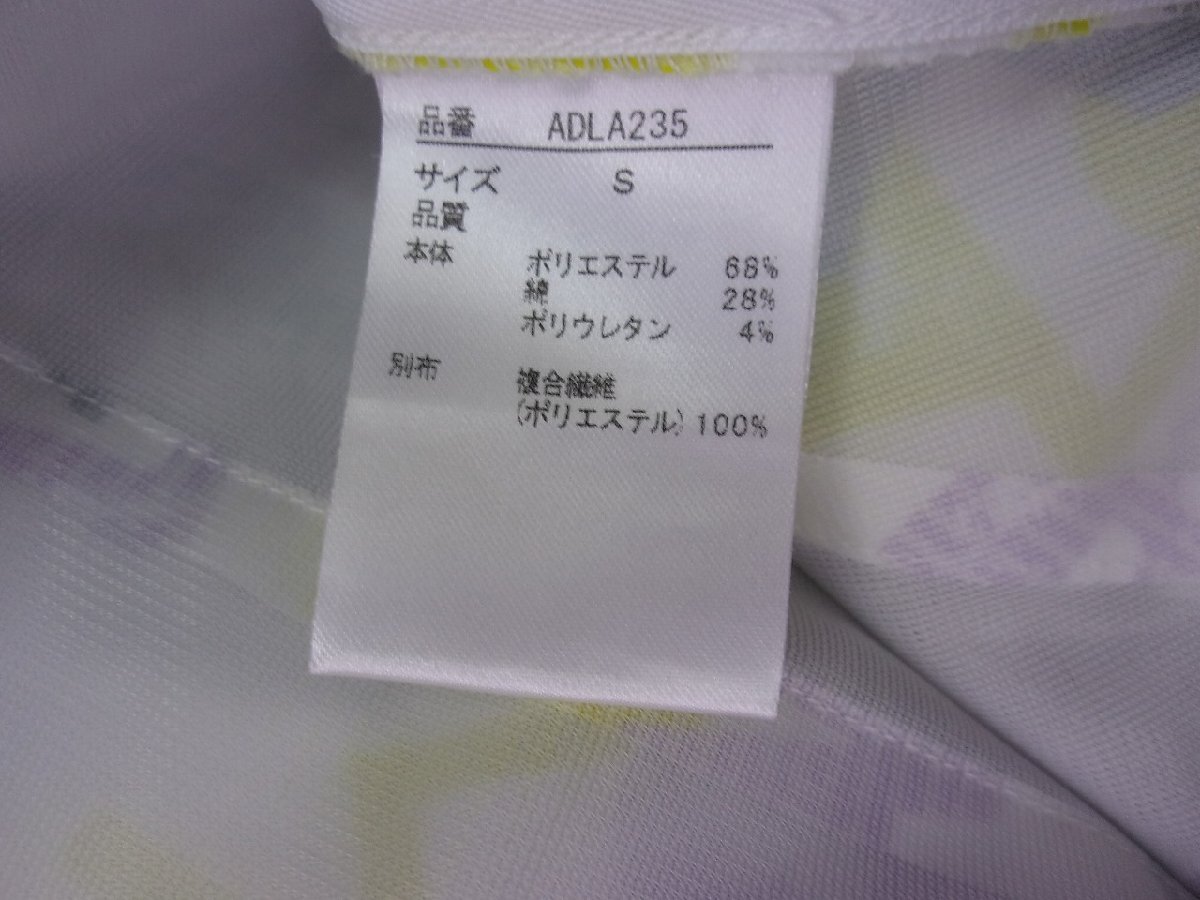 品番 ADLA235
サイズ S
品質
本体 ポリエステル 68%
綿 28%
ポリウレタン 4%
別布 複合繊維
(ポリエステル) 100%